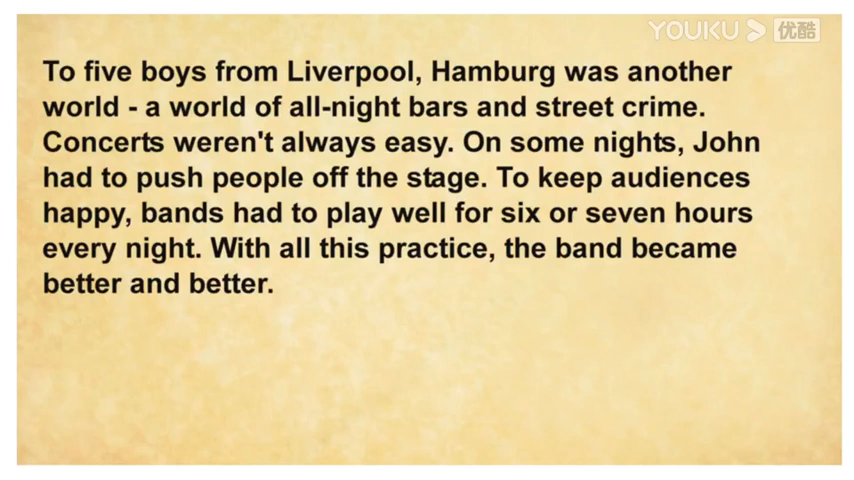 YOUKU 优酷
To five boys from Liverpool, Hamburg was another
world - a world of all-night bars and street crime.
Concerts weren't always easy. On some nights, John
had to push people off the stage. To keep audiences
happy, bands had to play well for six or seven hours
every night. With all this practice, the band became
better and better.